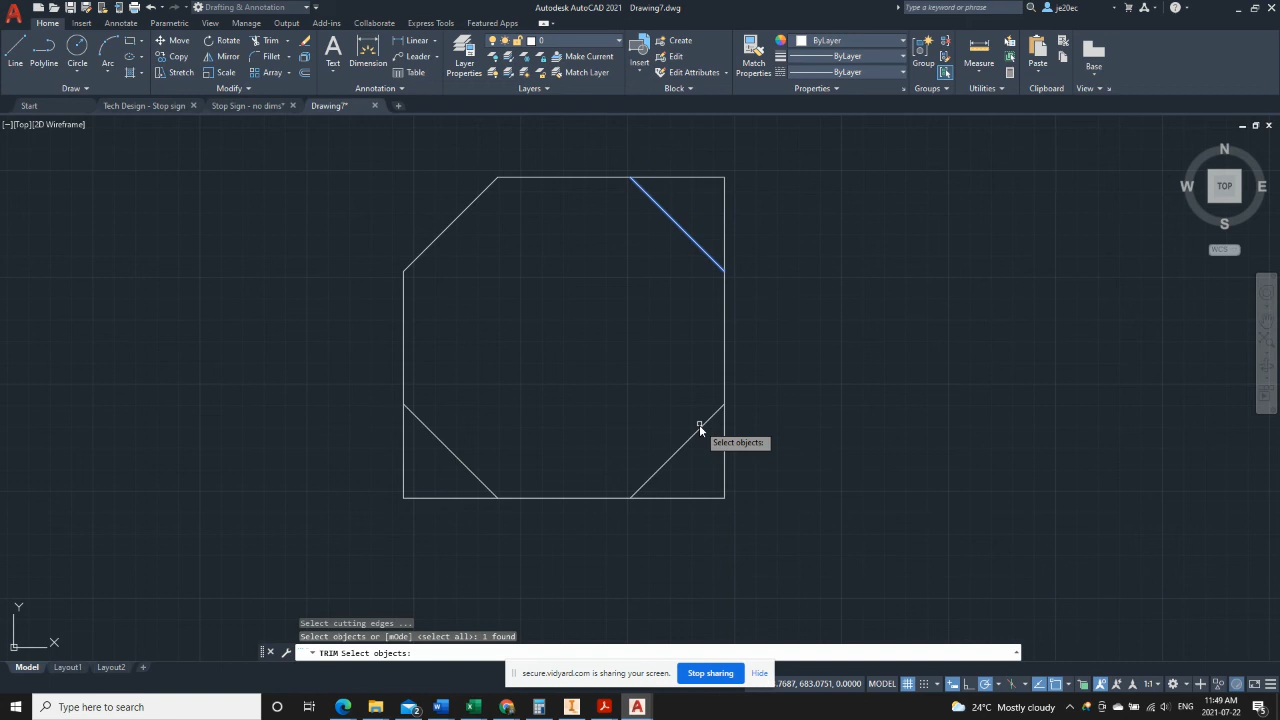 Drafting & Annotation
Autodesk AutoCAD 2021 Drawing7.dwg
Type a keyword or phrase
je20ec
Home Insert Annotate Parametric View Manage Output Add-ins Collaborate Express Tools Featured Apps
Line Polyline Circle Arc
Move Rotate Trim
Copy Mirror Fillet
Stretch Scale Array
Text Dimension
Linear
Leader
Table
Layer Properties
0
Make Current
Match Layer
Insert
Create
Edit
Edit Attributes
Match Properties
ByLayer
ByLayer
ByLayer
Group
Measure
Paste
Base
Draw Modify Annotation Layers Block Properties Groups Utilities Clipboard View
Start Tech Design - Stop sign Stop Sign - no dims* Drawing7*
[−][Top][2D Wireframe]
N
W TOP E
S
WCS
Select objects:
Y
X
Select cutting edges ...
Select objects or [mOde] <select all>: 1 found
TRIM Select objects:
Model Layout1 Layout2
secure.vidyard.com is sharing your screen. Stop sharing Hide
.7687, 683.0751, 0.0000 MODEL 1:1
Type here to search
2
24°C Mostly cloudy
11:49 AM
2021-07-22